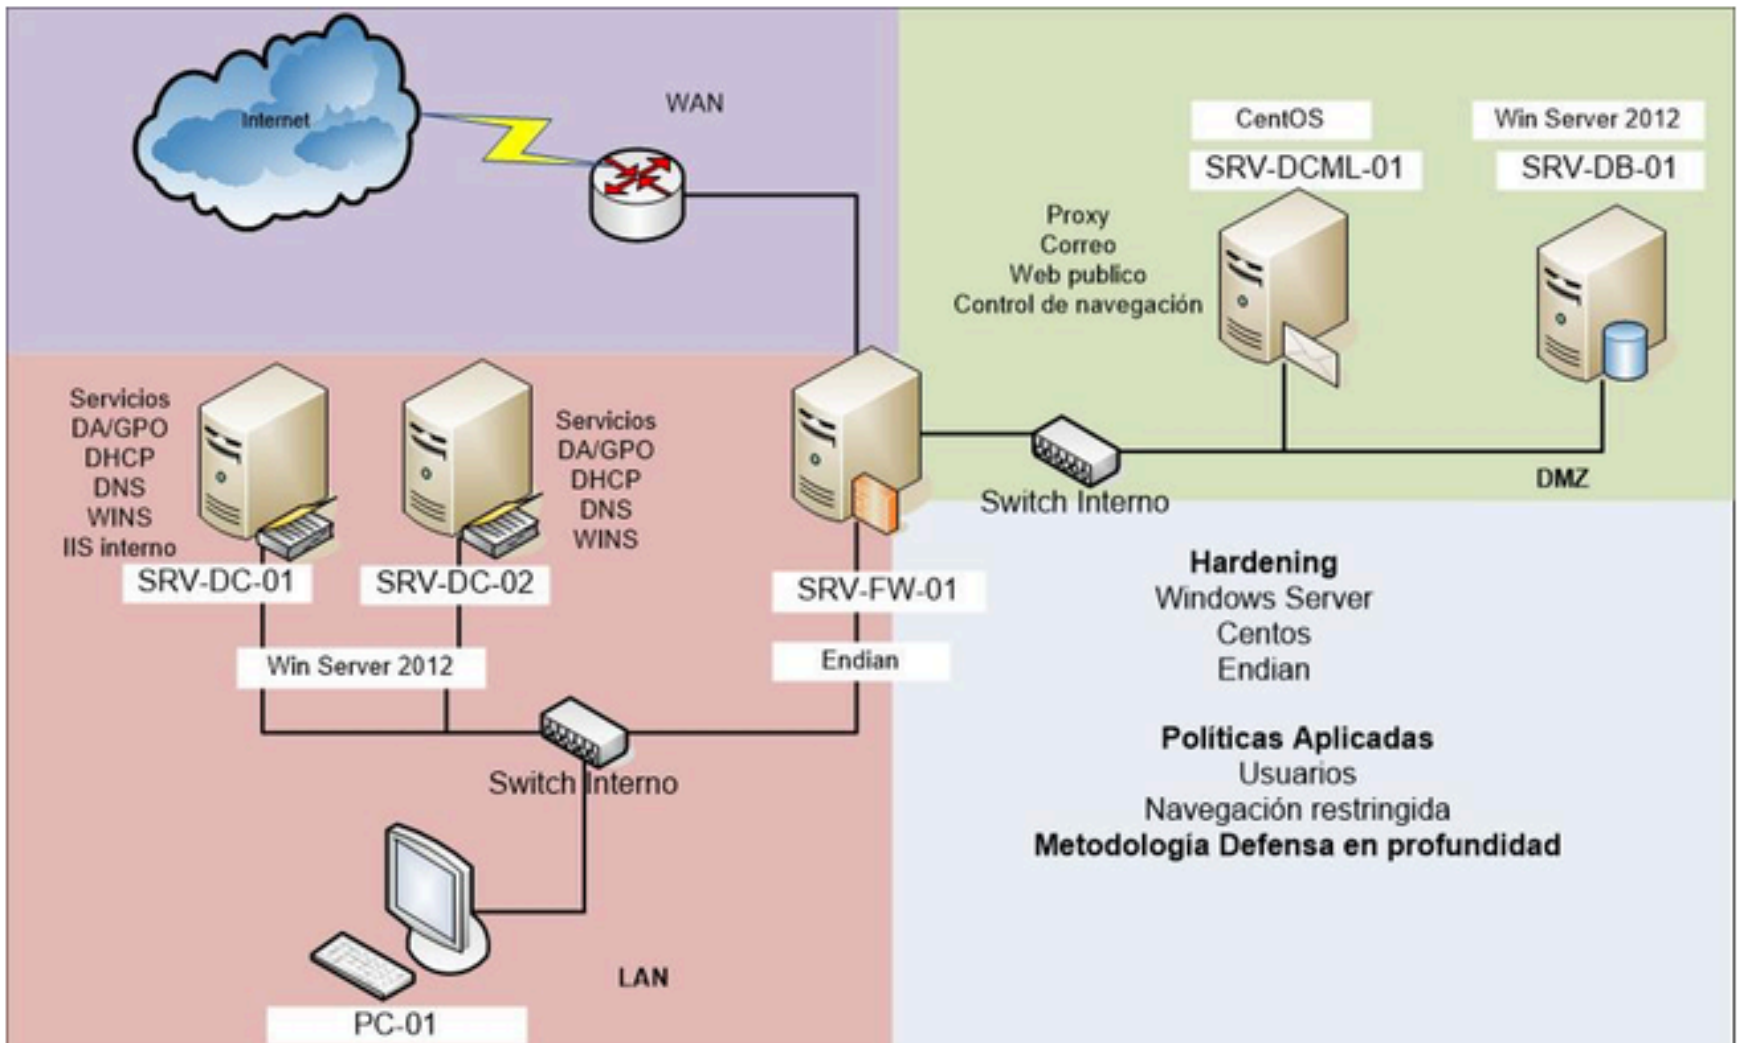 Internet
WAN
CentOS
SRV-DCML-01
Win Server 2012
SRV-DB-01
Proxy
Correo
Web publico
Control de navegación
Switch Interno
DMZ
Servicios
DA/GPO
DHCP
DNS
WINS
IIS interno
SRV-DC-01
Servicios
DA/GPO
DHCP
DNS
WINS
SRV-DC-02
Win Server 2012
SRV-FW-01
Endian
Switch Interno
PC-01
LAN
Hardening
Windows Server
Centos
Endian
Políticas Aplicadas
Usuarios
Navegación restringida
Metodología Defensa en profundidad